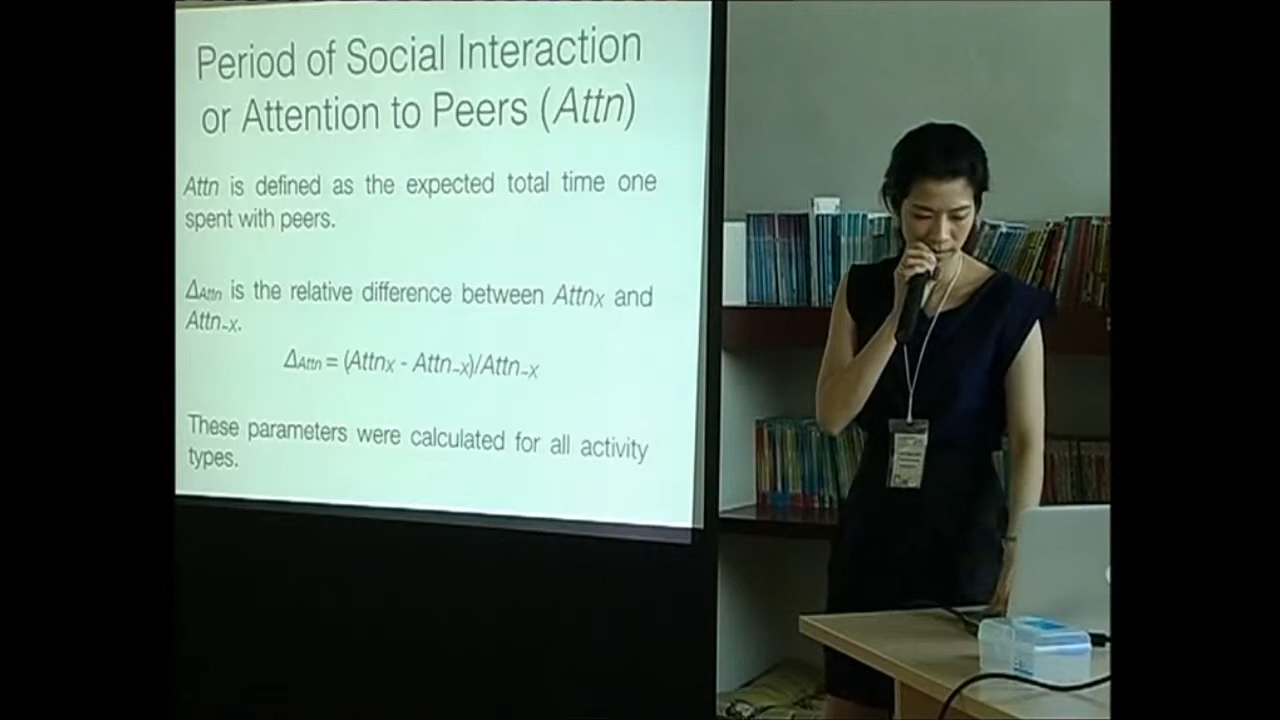 Period of Social Interaction
or Attention to Peers (Attn)
Attn is defined as the expected total time one
spent with peers.
ΔAttn is the relative difference between Attnx and
Attn~x.
ΔAttn = (Attnx - Attn~x)/Attn~x
These parameters were calculated for all activity
types.